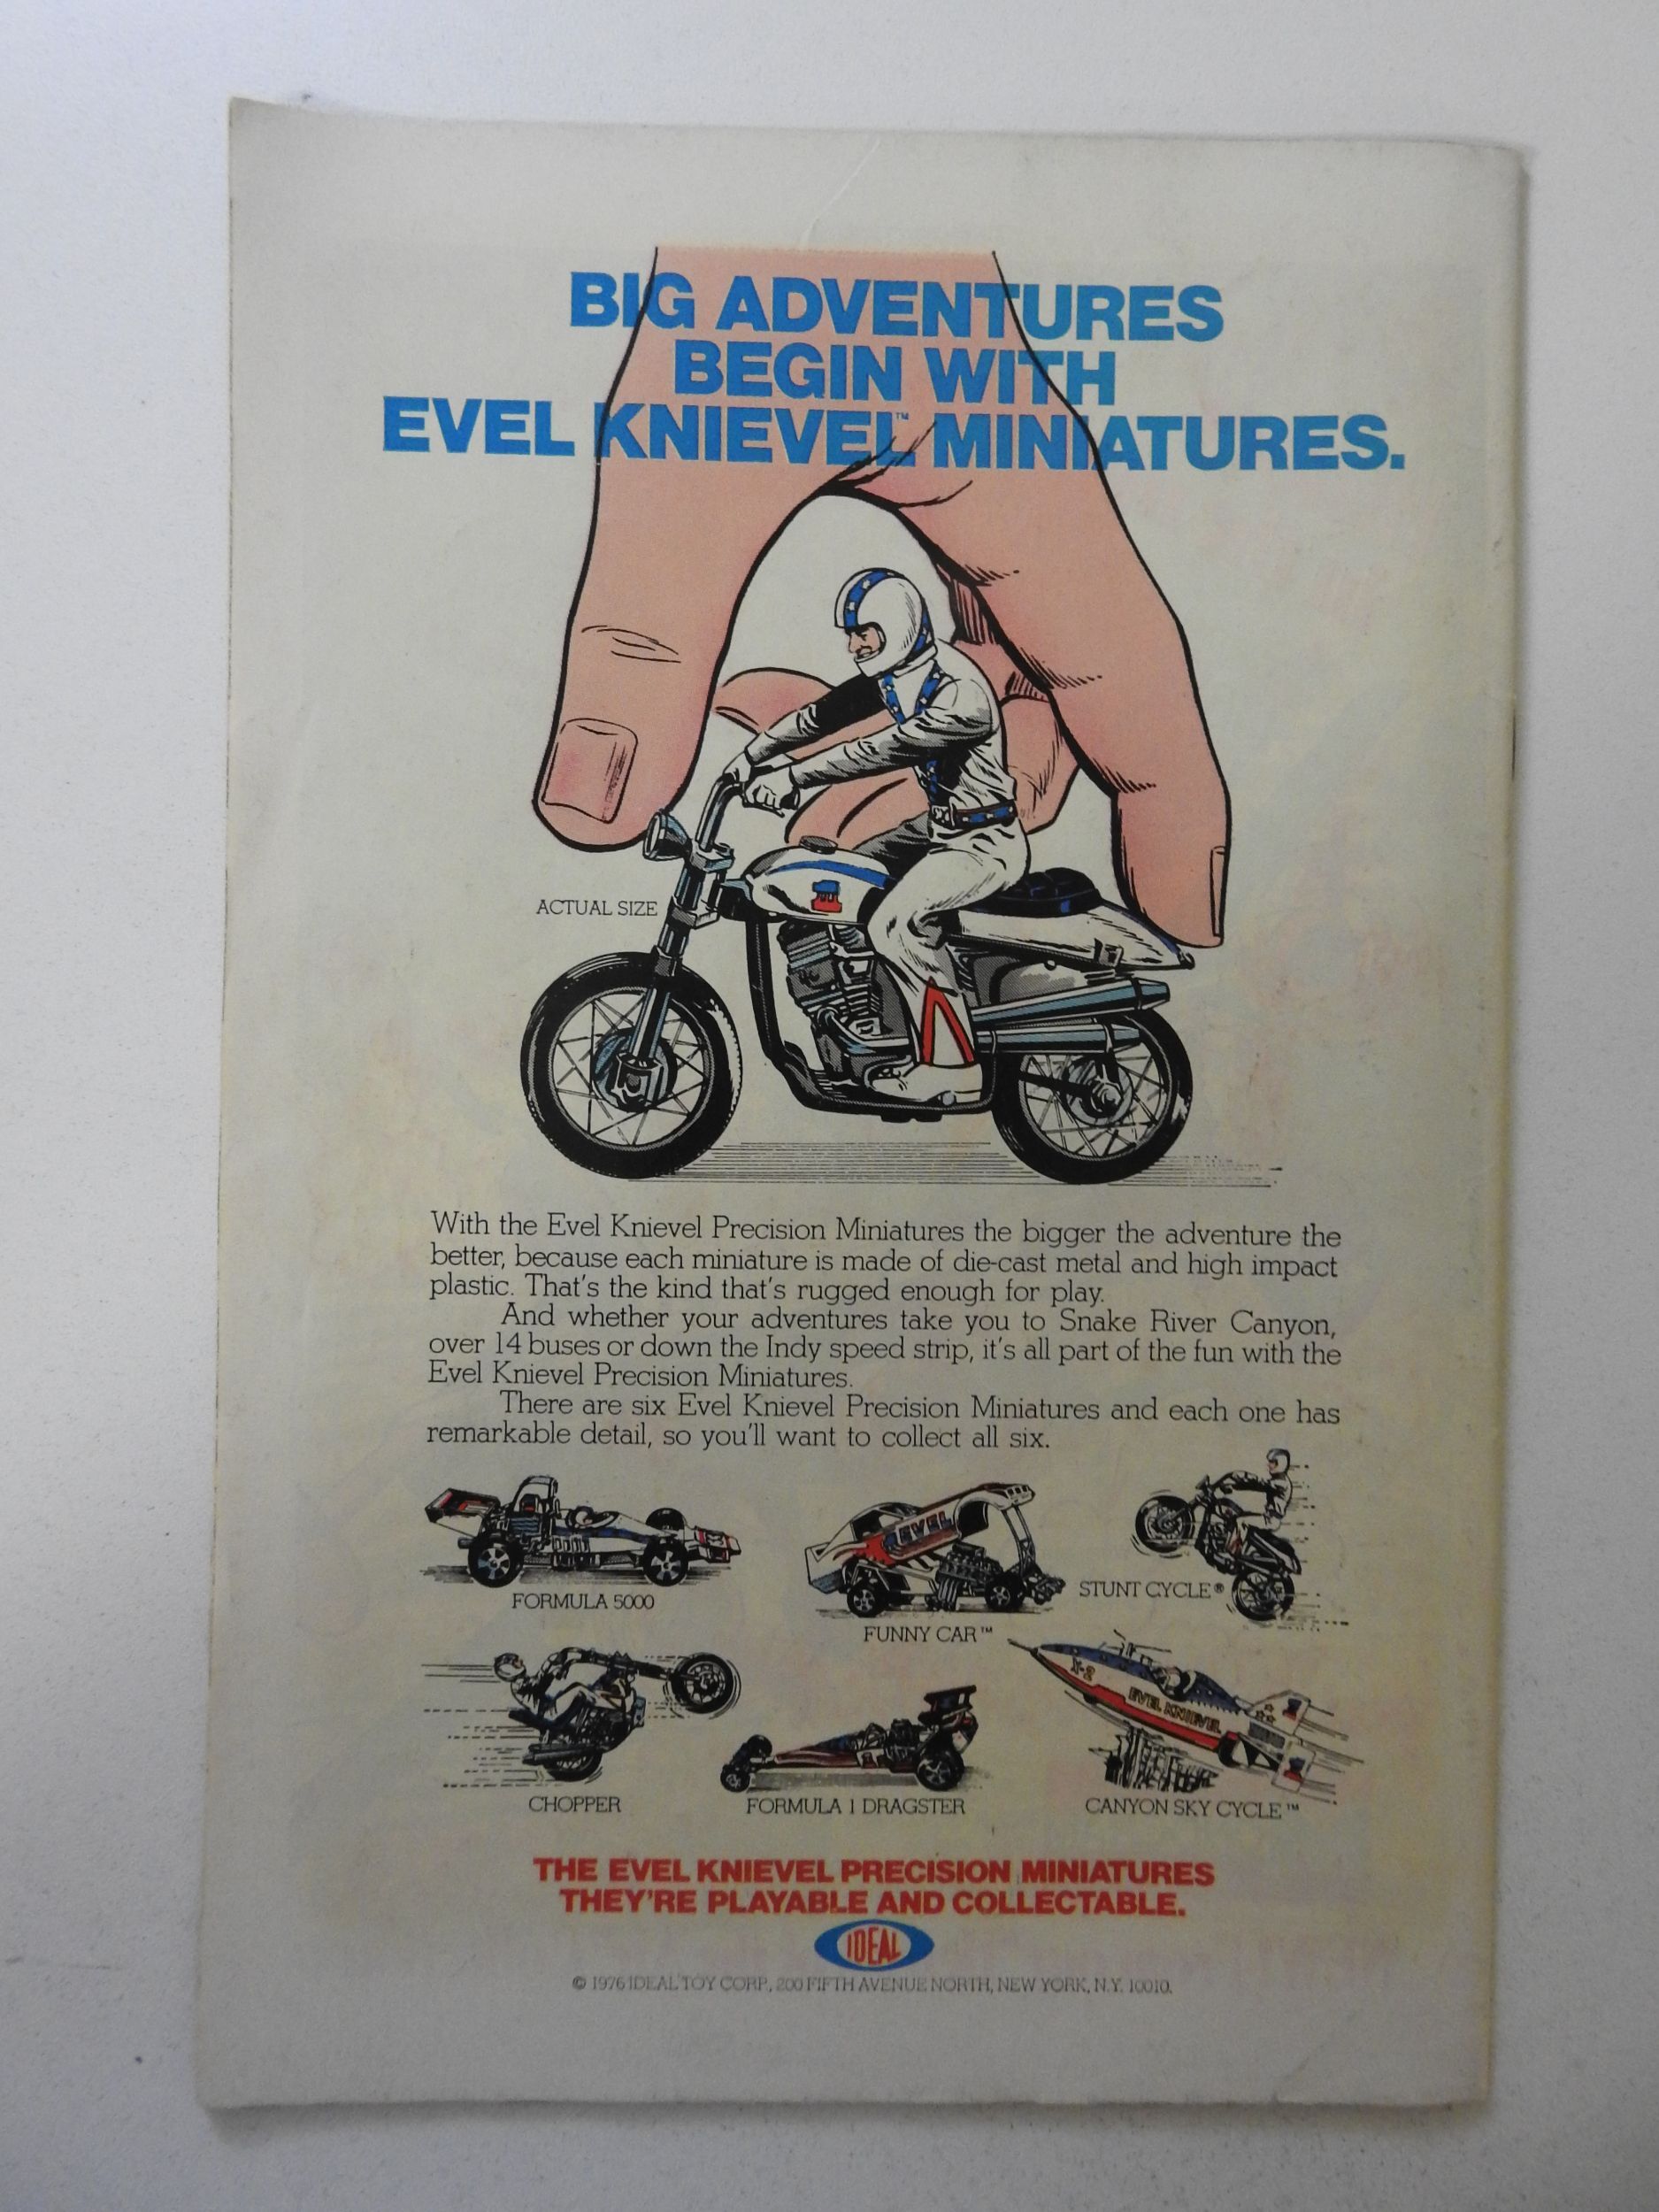 BIG ADVENTURES
BEGIN WITH
EVEL KNIEVEL™ MINIATURES.
ACTUAL SIZE
1
With the Evel Knievel Precision Miniatures the bigger the adventure the
better, because each miniature is made of die-cast metal and high impact
plastic. That's the kind that's rugged enough for play.
And whether your adventures take you to Snake River Canyon,
over 14 buses or down the Indy speed strip, it's all part of the fun with the
Evel Knievel Precision Miniatures.
There are six Evel Knievel Precision Miniatures and each one has
remarkable detail, so you'll want to collect all six.
EVEL
FORMULA 5000
FUNNY CAR™
STUNT CYCLE®
X-2
EVEL KNIEVEL
CHOPPER
FORMULA 1 DRAGSTER
CANYON SKY CYCLE™
THE EVEL KNIEVEL PRECISION MINIATURES
THEY'RE PLAYABLE AND COLLECTABLE.
IDEAL
© 1976 IDEAL TOY CORP., 200 FIFTH AVENUE NORTH, NEW YORK, N.Y. 10010.